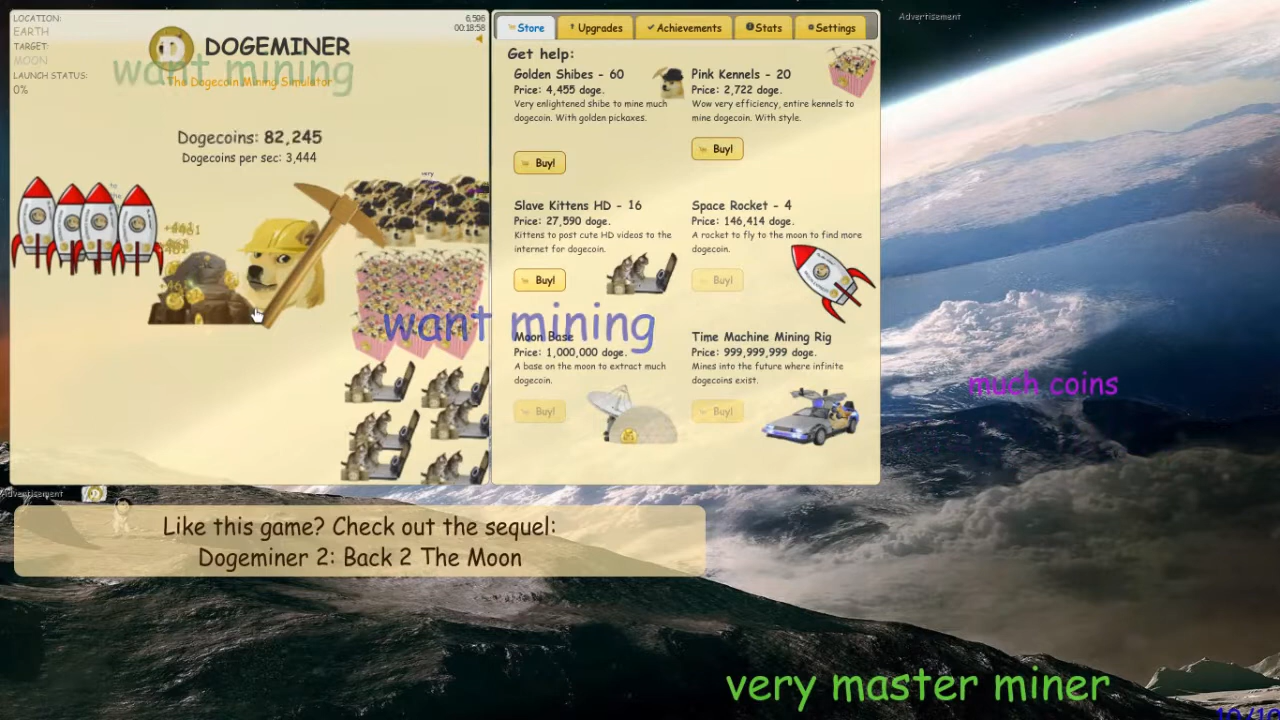 LOCATION:
EARTH
TARGET:
MOON
LAUNCH STATUS:
0%
6,596
00:18:58
DOGEMINER
want mining
The Dogecoin Mining Simulator
Dogecoins: 82,245
Dogecoins per sec: 3,444
very
to
Store
Upgrades
Achievements
Stats
Settings
Get help:
Golden Shibes - 60
Price: 4,455 doge.
Very enlightened shibe to mine much
dogecoin. With golden pickaxes.
Buy!
Pink Kennels - 20
Price: 2,722 doge.
Wow very efficiency, entire kennels to
mine dogecoin. With style.
Buy!
Slave Kittens HD - 16
Price: 27,590 doge.
Kittens to post cute HD videos to the
internet for dogecoin.
Buy!
Space Rocket - 4
Price: 146,414 doge.
A rocket to fly to the moon to find more
dogecoin.
Buy!
want mining
Moon Base
Price: 1,000,000 doge.
A base on the moon to extract much
dogecoin.
Buy!
Time Machine Mining Rig
Price: 999,999,999 doge.
Mines into the future where infinite
dogecoins exist.
Buy!
Advertisement
much coins
Advertisement
Like this game? Check out the sequel:
Dogeminer 2: Back 2 The Moon
very master miner